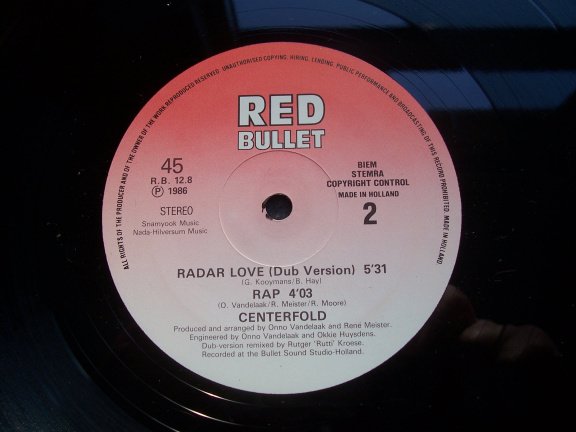 ALL RIGHTS OF THE PRODUCER AND OF THE OWNER OF THE WORK REPRODUCED RESERVED. UNAUTHORISED COPYING, HIRING, LENDING, PUBLIC PERFORMANCE AND BROADCASTING OF THIS RECORD PROHIBITED. MADE IN HOLLAND
RED
BULLET
45
R.B. 12.8
Ⓟ 1986
STEREO
Snamyook Music
Nada-Hilversum Music
BIEM
STEMRA
COPYRIGHT CONTROL
MADE IN HOLLAND
2
RADAR LOVE (Dub Version) 5'31
(G. Kooymans/B. Hay)
RAP 4'03
(O. Vandelaak/R. Meister/R. Moore)
CENTERFOLD
Produced and arranged by Onno Vandelaak and René Meister.
Engineered by Onno Vandelaak and Okkie Huysdens.
Dub-version remixed by Rutger 'Rutti' Kroese.
Recorded at the Bullet Sound Studio-Holland.